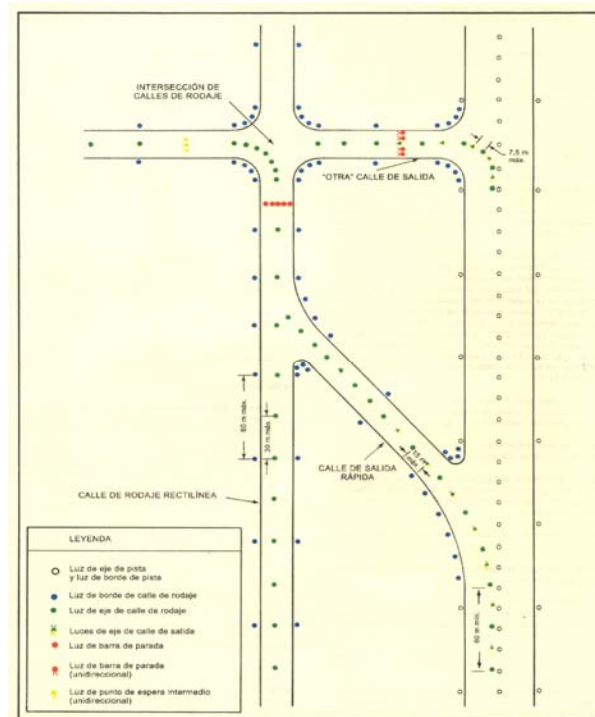 INTERSECCIÓN DE
CALLES DE RODAJE
7,5 m
máx.
"OTRA" CALLE DE SALIDA
60 m máx.
30 m máx.
15 m
máx.
CALLE DE SALIDA
RÁPIDA
CALLE DE RODAJE RECTILÍNEA
60 m mín.
LEYENDA
Luz de eje de pista
y luz de borde de pista
Luz de borde de calle de rodaje
Luz de eje de calle de rodaje
Luces de eje de calle de salida
Luz de barra de parada
Luz de barra de parada
(unidireccional)
Luz de punto de espera intermedio
(unidireccional)